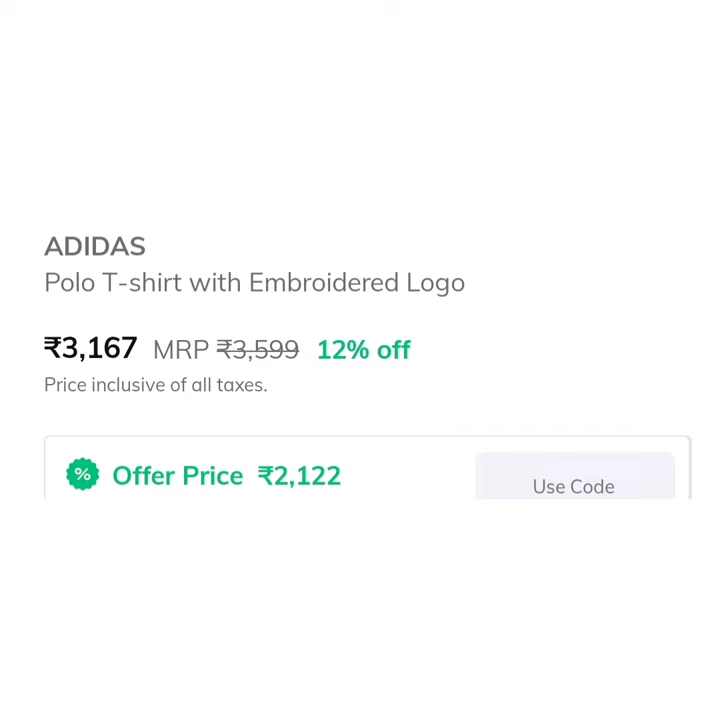 ADIDAS
Polo T-shirt with Embroidered Logo
₹3,167 MRP ₹3,599 12% off
Price inclusive of all taxes.
% Offer Price ₹2,122
Use Code